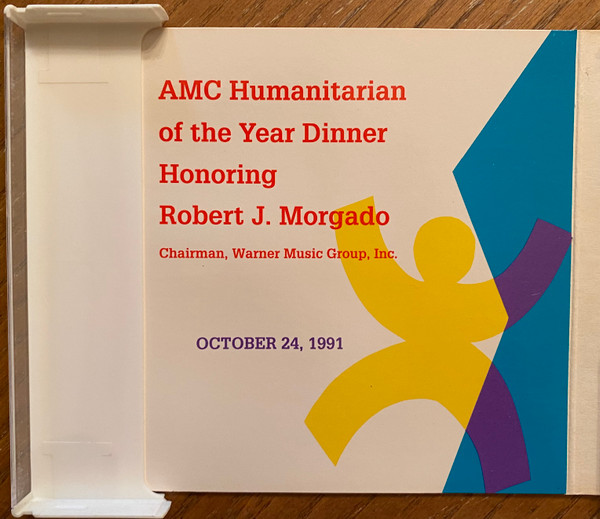 AMC Humanitarian
of the Year Dinner
Honoring
Robert J. Morgado
Chairman, Warner Music Group, Inc.
OCTOBER 24, 1991